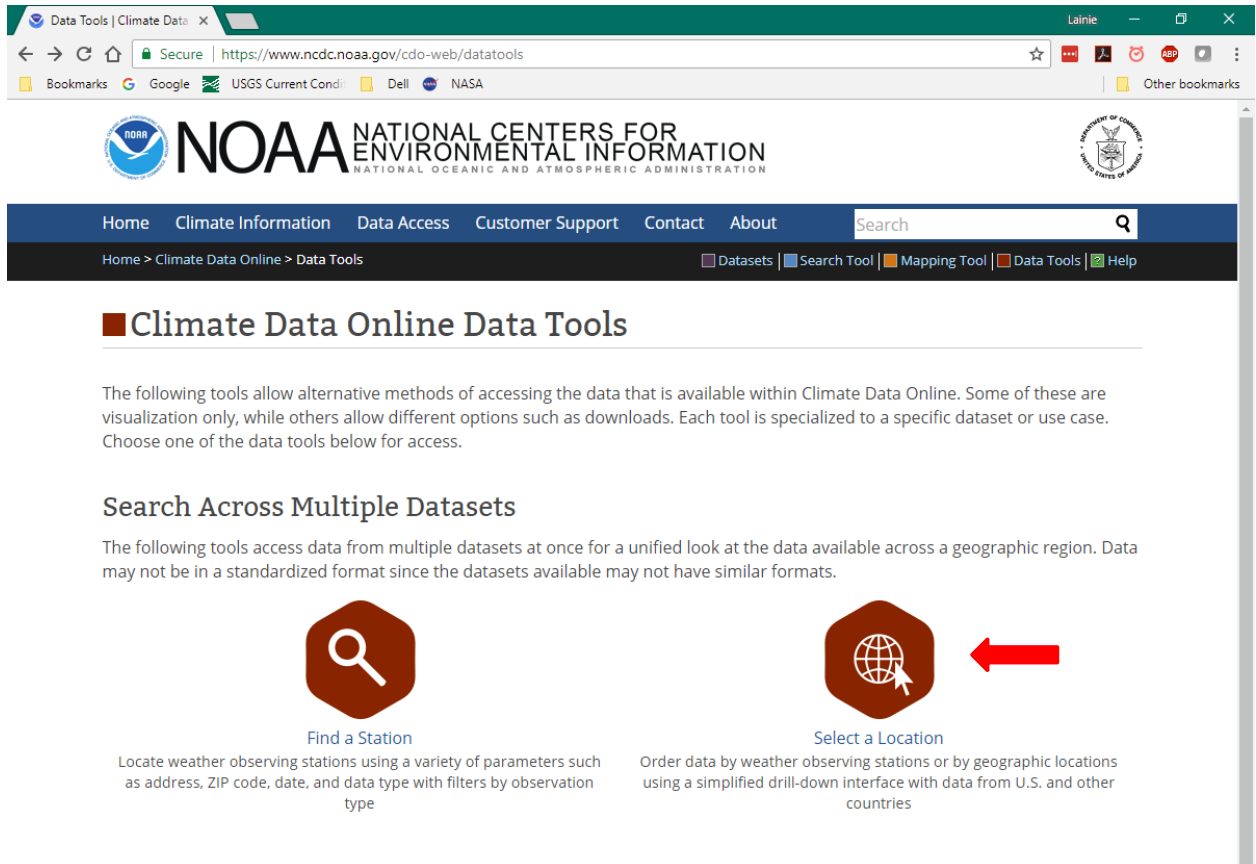 Data Tools | Climate Data
Lainie
Secure | https://www.ncdc.noaa.gov/cdo-web/datatools
ABP
Bookmarks G Google USGS Current Condi Dell NASA Other bookmarks
NOAA
NOAA NATIONAL CENTERS FOR
ENVIRONMENTAL INFORMATION
NATIONAL OCEANIC AND ATMOSPHERIC ADMINISTRATION
DEPARTMENT OF COMMERCE
UNITED STATES OF AMERICA
Home Climate Information Data Access Customer Support Contact About Search
Home > Climate Data Online > Data Tools Datasets | Search Tool | Mapping Tool | Data Tools | ? Help
Climate Data Online Data Tools
The following tools allow alternative methods of accessing the data that is available within Climate Data Online. Some of these are
visualization only, while others allow different options such as downloads. Each tool is specialized to a specific dataset or use case.
Choose one of the data tools below for access.
Search Across Multiple Datasets
The following tools access data from multiple datasets at once for a unified look at the data available across a geographic region. Data
may not be in a standardized format since the datasets available may not have similar formats.
Find a Station
Locate weather observing stations using a variety of parameters such
as address, ZIP code, date, and data type with filters by observation
type
Select a Location
Order data by weather observing stations or by geographic locations
using a simplified drill-down interface with data from U.S. and other
countries